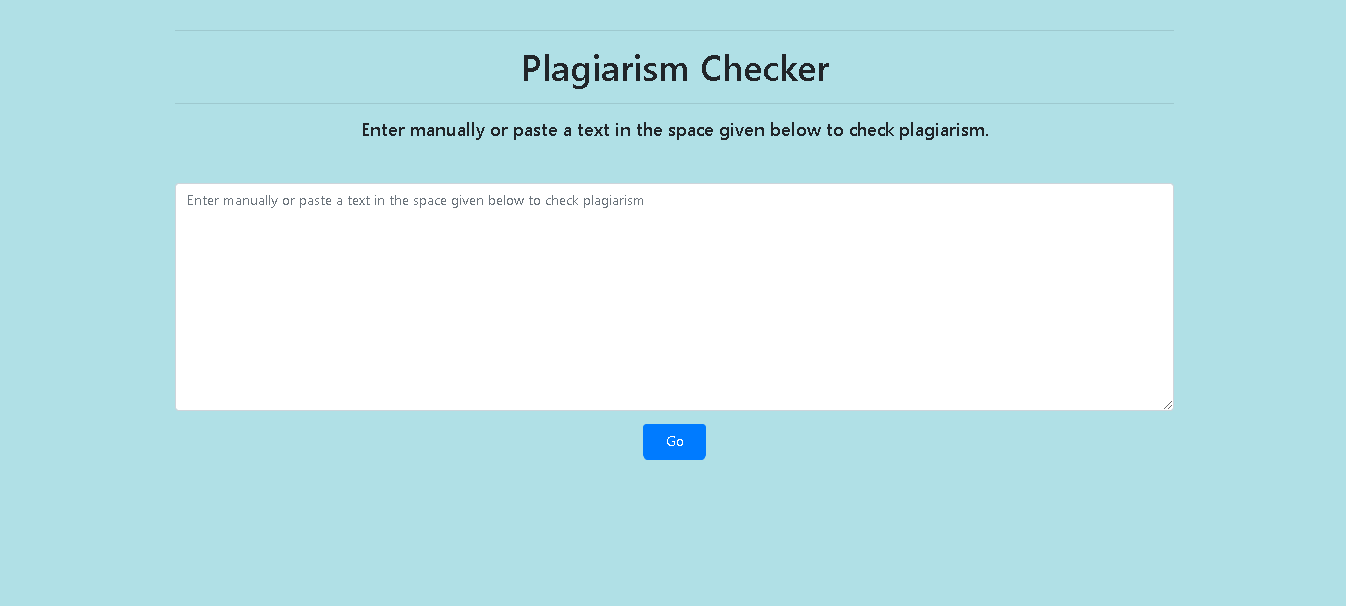 Plagiarism Checker
Enter manually or paste a text in the space given below to check plagiarism.
Enter manually or paste a text in the space given below to check plagiarism
Go